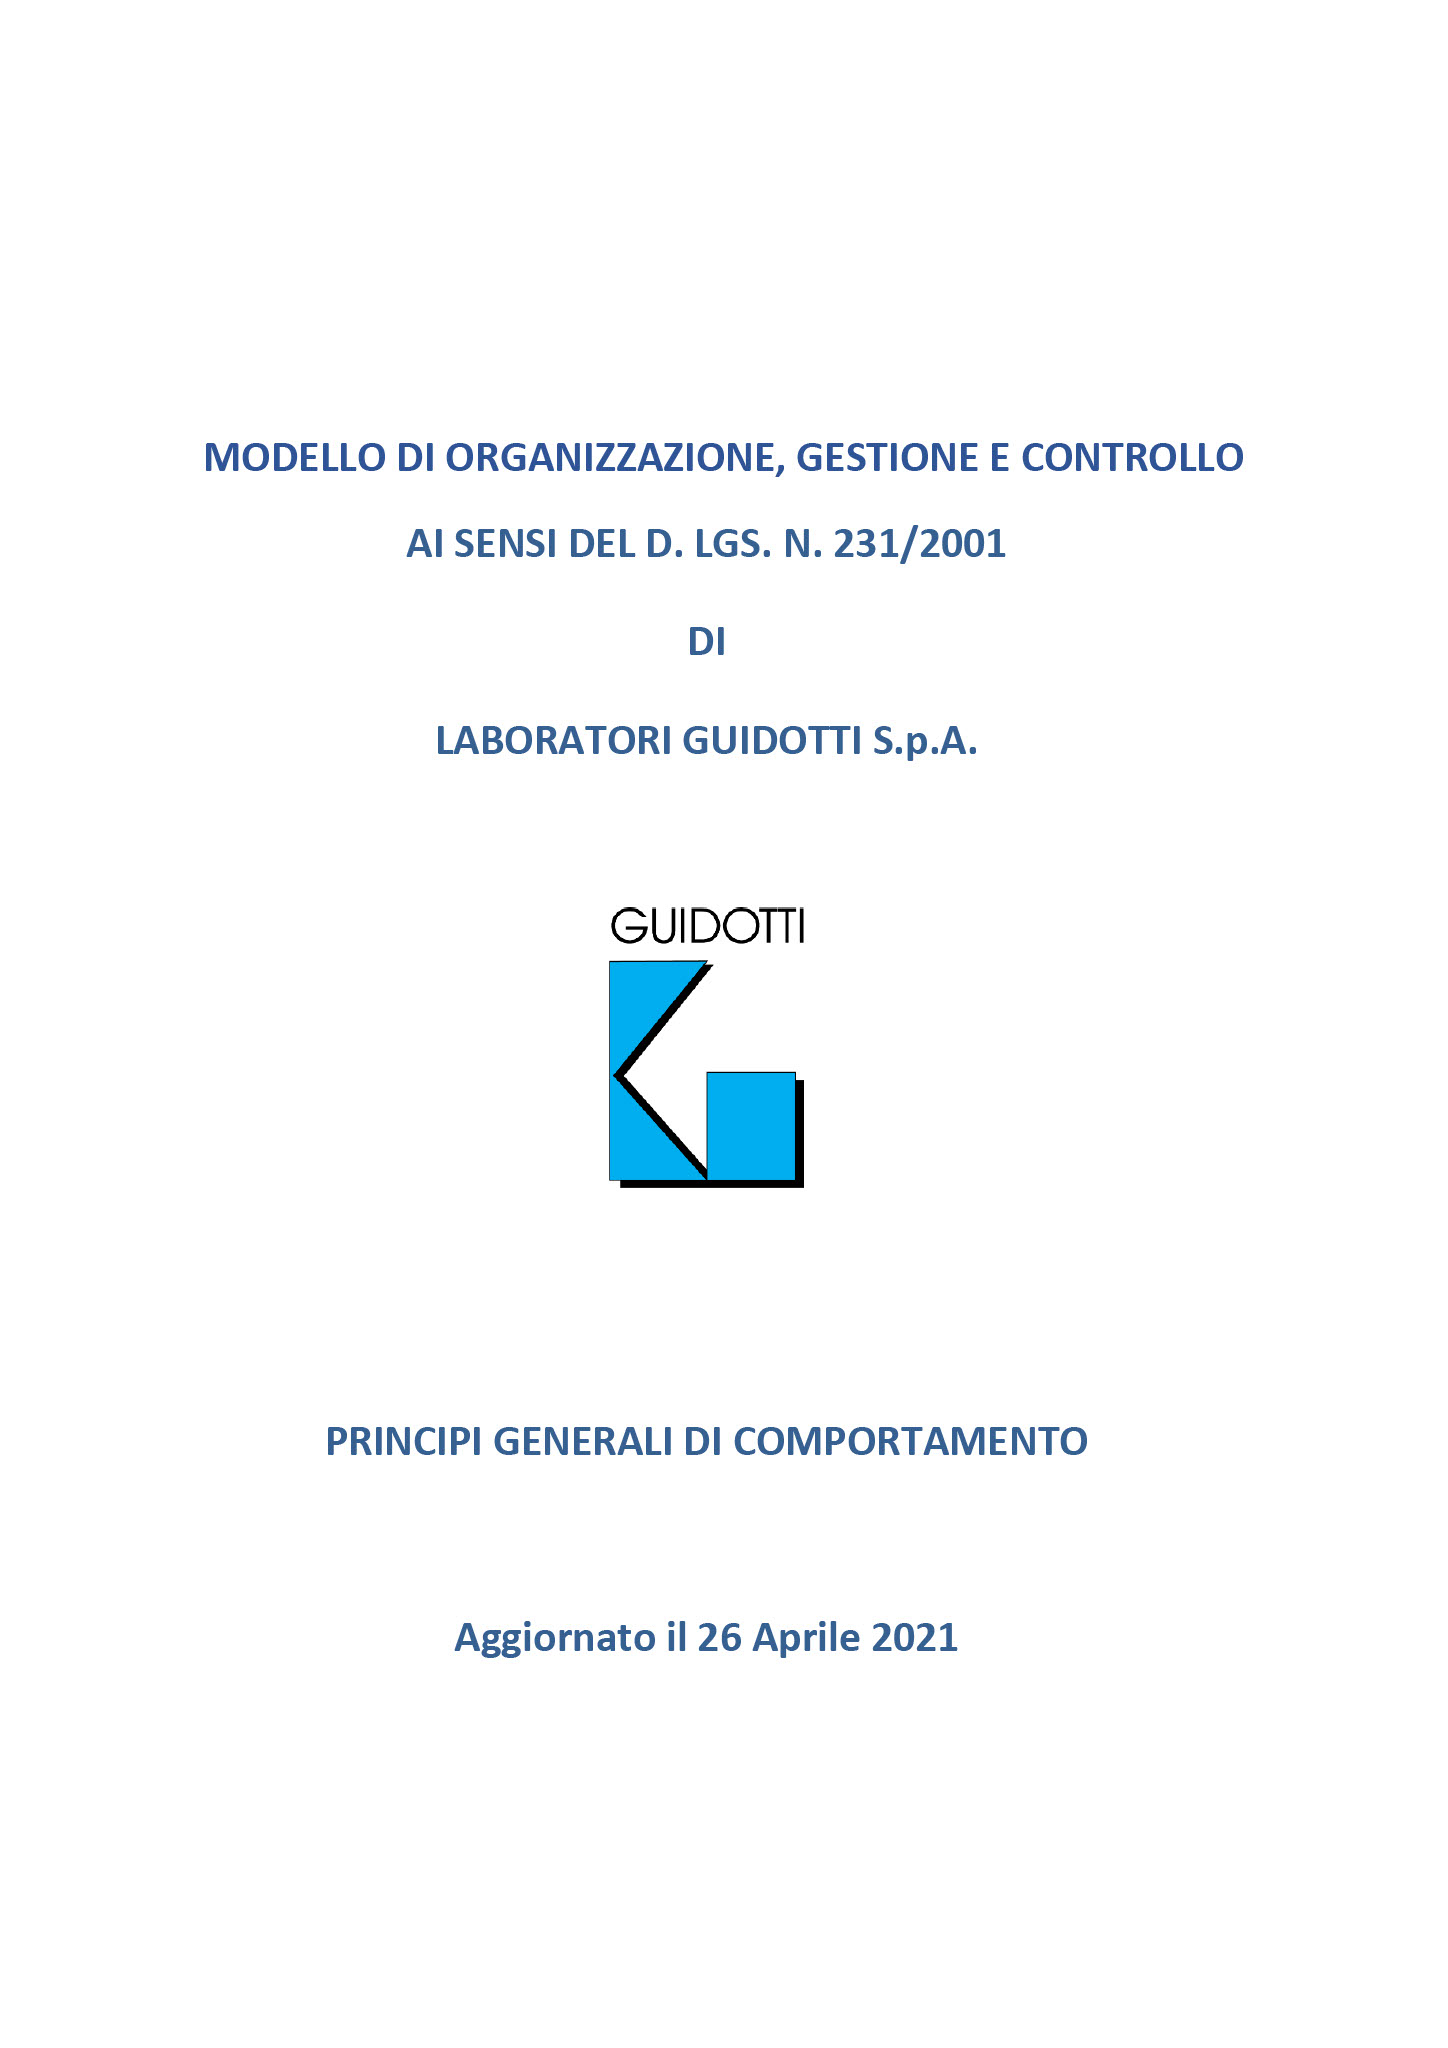 MODELLO DI ORGANIZZAZIONE, GESTIONE E CONTROLLO
AI SENSI DEL D. LGS. N. 231/2001
DI
LABORATORI GUIDOTTI S.p.A.
GUIDOTTI
PRINCIPI GENERALI DI COMPORTAMENTO
Aggiornato il 26 Aprile 2021